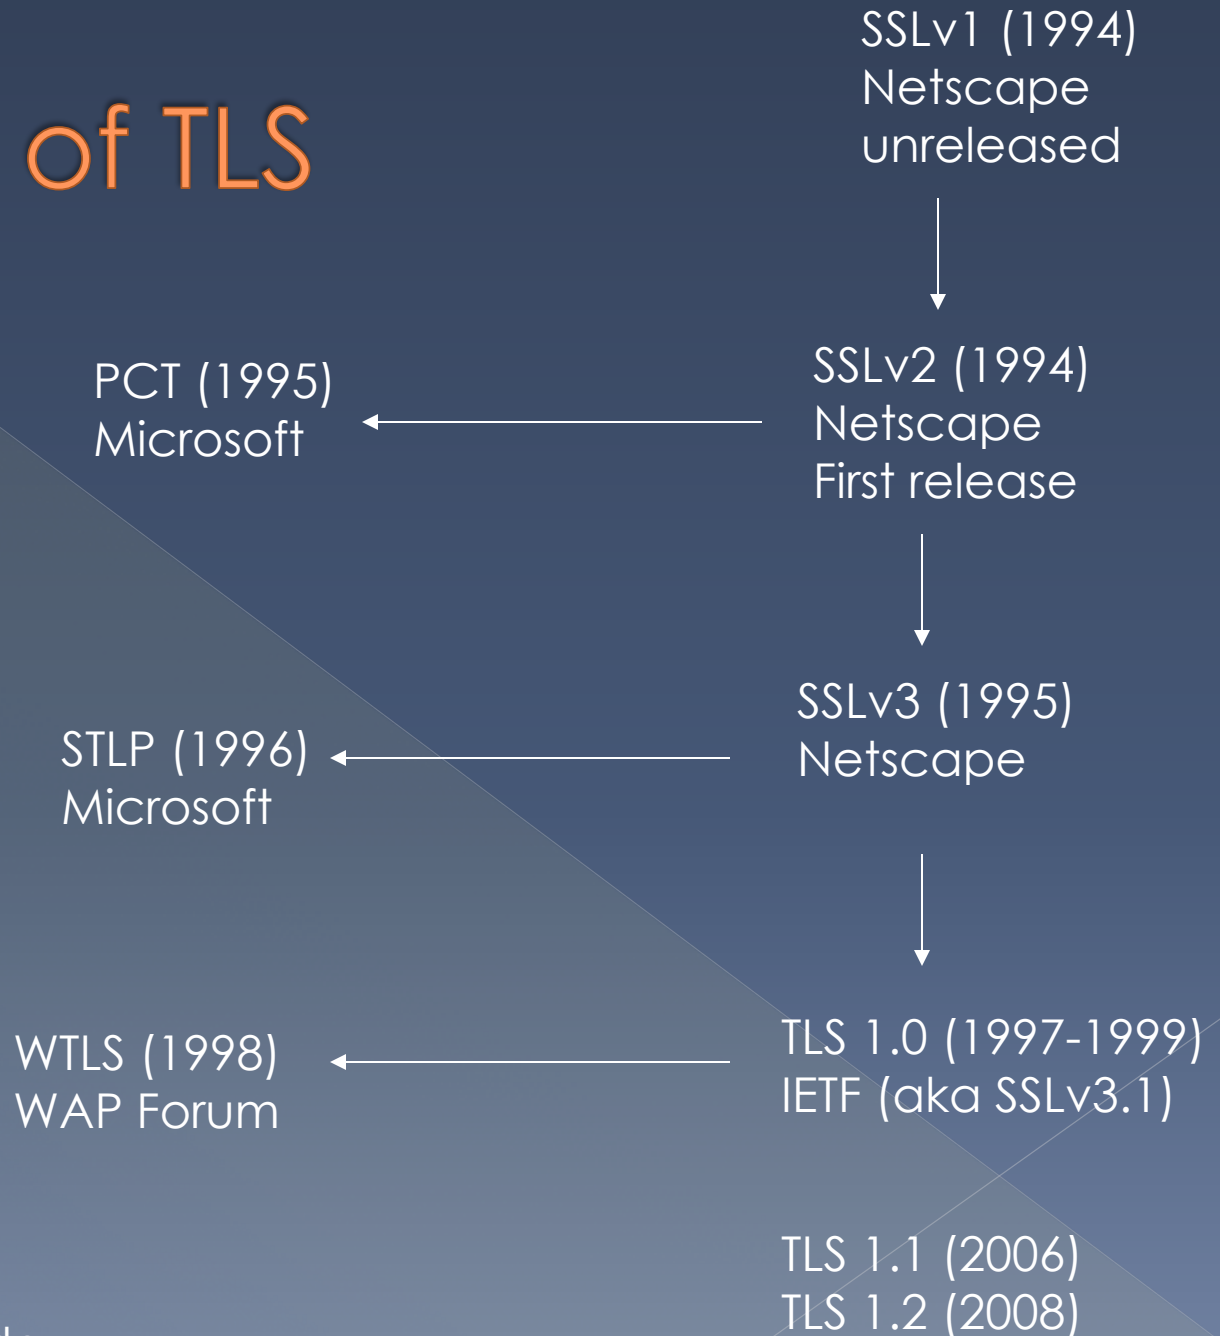 of TLS
SSLv1 (1994)
Netscape
unreleased
PCT (1995)
Microsoft
SSLv2 (1994)
Netscape
First release
STLP (1996)
Microsoft
SSLv3 (1995)
Netscape
WTLS (1998)
WAP Forum
TLS 1.0 (1997-1999)
IETF (aka SSLv3.1)
TLS 1.1 (2006)
TLS 1.2 (2008)